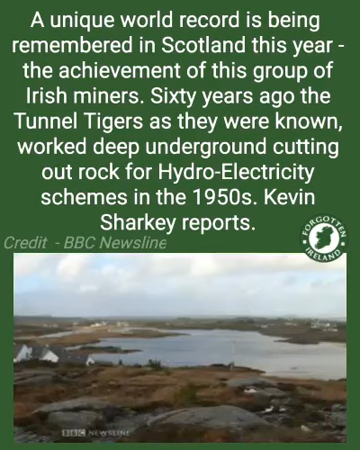 A unique world record is being
remembered in Scotland this year -
the achievement of this group of
Irish miners. Sixty years ago the
Tunnel Tigers as they were known,
worked deep underground cutting
out rock for Hydro-Electricity
schemes in the 1950s. Kevin
Sharkey reports.
Credit - BBC Newsline
FORGOTTEN
IRELAND
BBC NEWSLINE